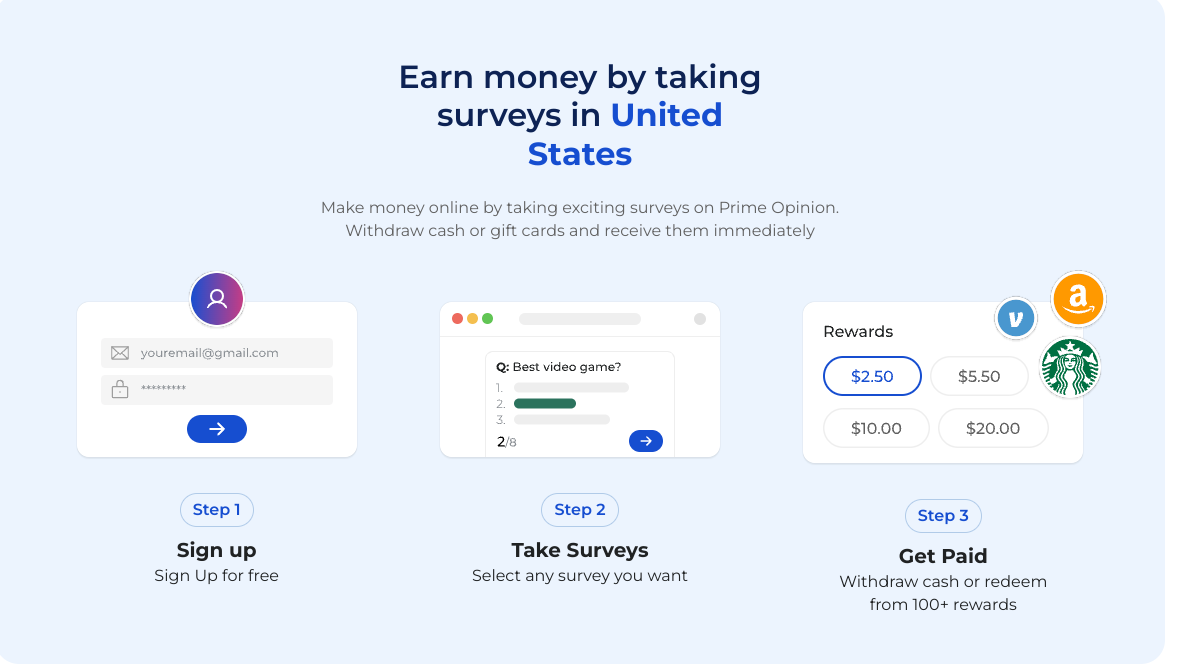 Earn money by taking
surveys in United
States
Make money online by taking exciting surveys on Prime Opinion.
Withdraw cash or gift cards and receive them immediately
youremail@gmail.com
*********
Step 1
Sign up
Sign Up for free
Q: Best video game?
1.
2.
3.
2/8
Step 2
Take Surveys
Select any survey you want
Rewards
v
a
$2.50
$5.50
$10.00
$20.00
Step 3
Get Paid
Withdraw cash or redeem
from 100+ rewards